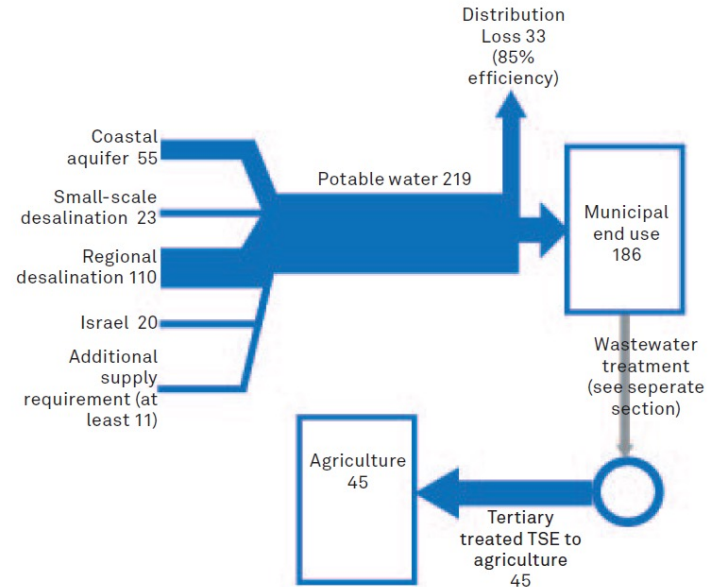 Distribution
Loss 33
(85%
efficiency)
Coastal
aquifer 55
Small-scale
desalination 23
Regional
desalination 110
Israel 20
Additional
supply
requirement (at
least 11)
Potable water 219
Municipal
end use
186
Wastewater
treatment
(see seperate
section)
Agriculture
45
Tertiary
treated TSE to
agriculture
45